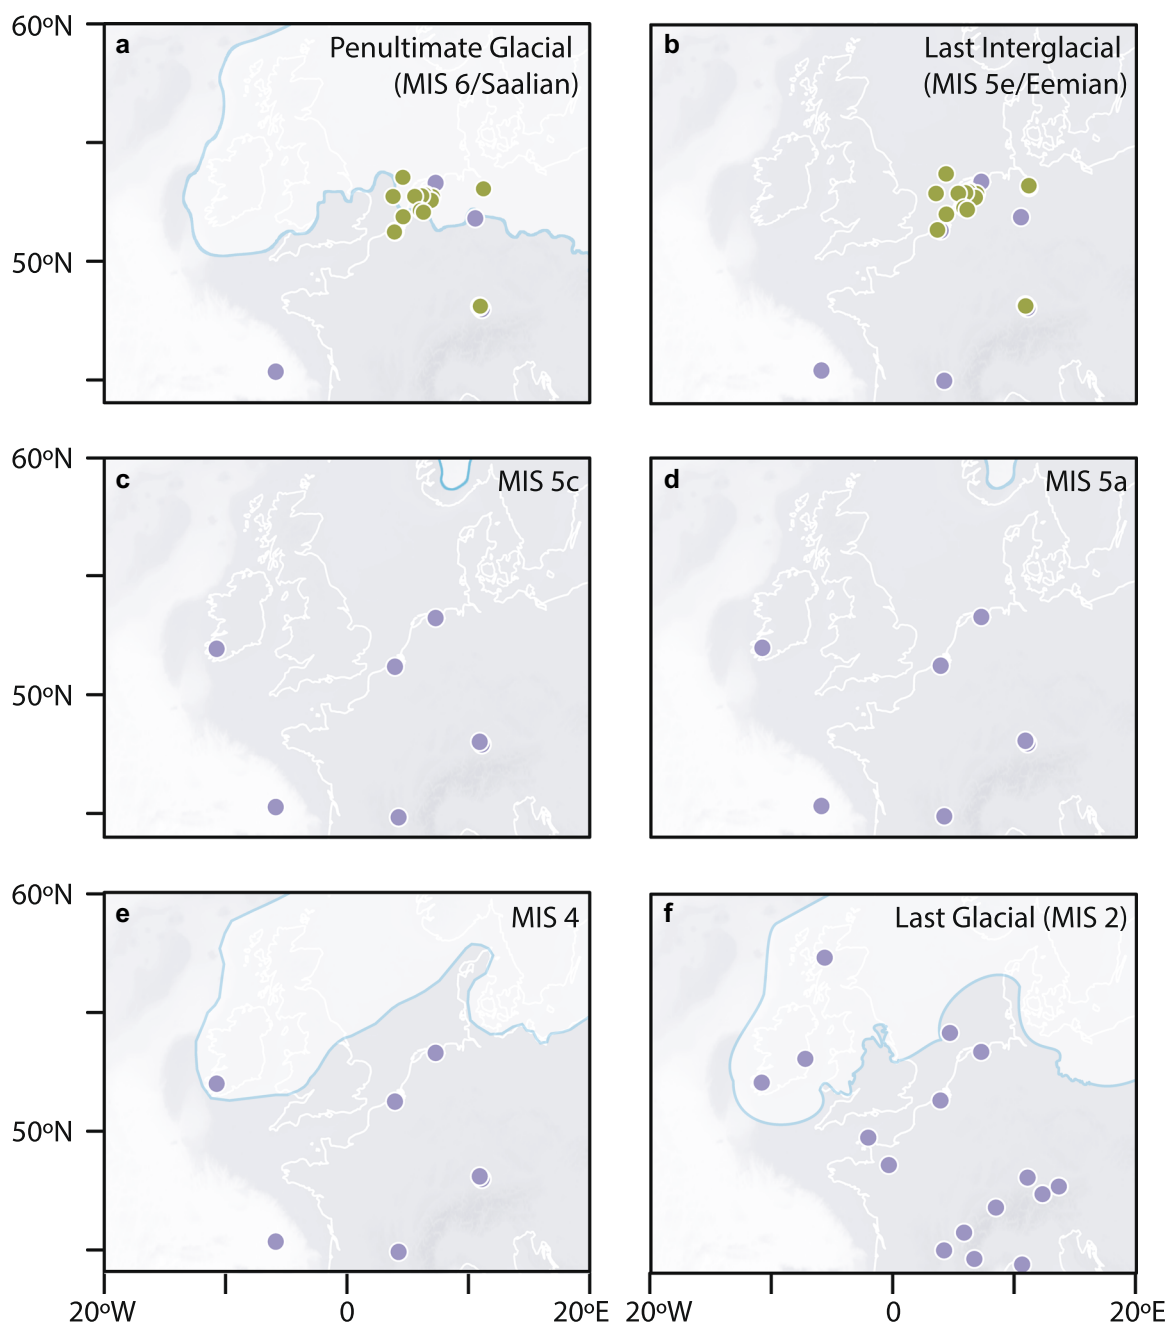 60ºN
a
Penultimate Glacial
(MIS 6/Saalian)
b
Last Interglacial
(MIS 5e/Eemian)
50ºN
60ºN
c
MIS 5c
d
MIS 5a
50ºN
60ºN
e
MIS 4
f
Last Glacial (MIS 2)
50ºN
20ºW
0
20ºE
20ºW
0
20ºE